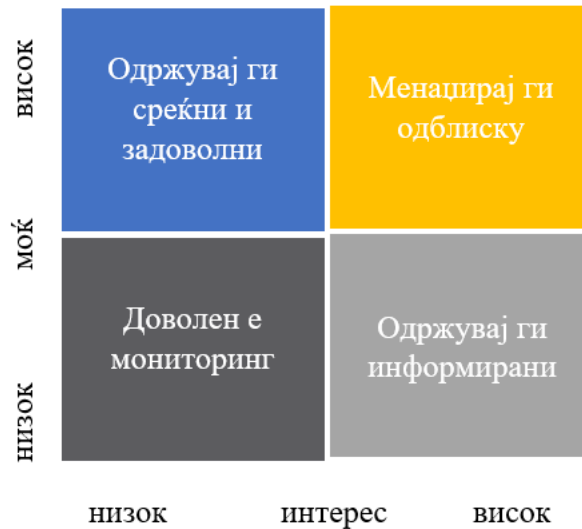 висок
Одржувај ги
среќни и
задоволни
Менаџирај ги
одблиску
моќ
Доволен е
мониторинг
Одржувај ги
информирани
низок
низок
интерес
висок